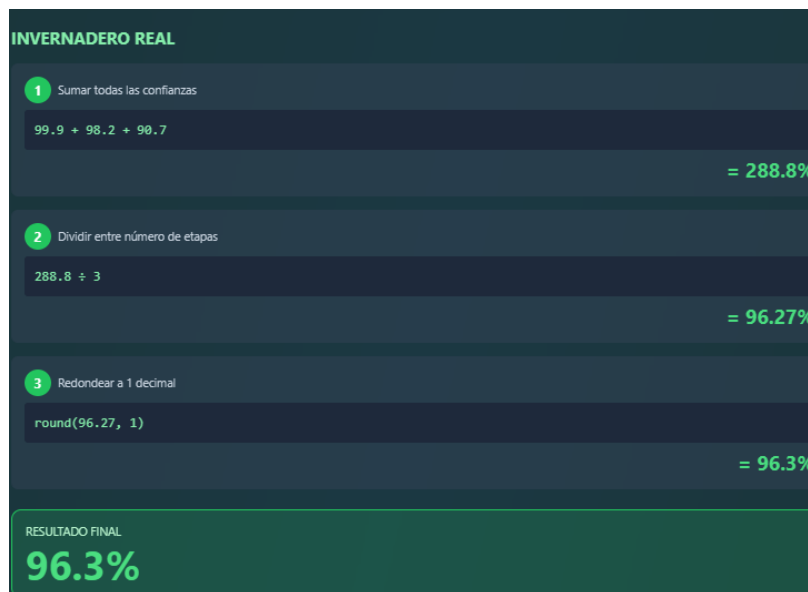 INVERNADERO REAL
1 Sumar todas las confianzas
99.9 + 98.2 + 90.7
= 288.8%
2 Dividir entre número de etapas
288.8 ÷ 3
= 96.27%
3 Redondear a 1 decimal
round(96.27, 1)
= 96.3%
RESULTADO FINAL
96.3%